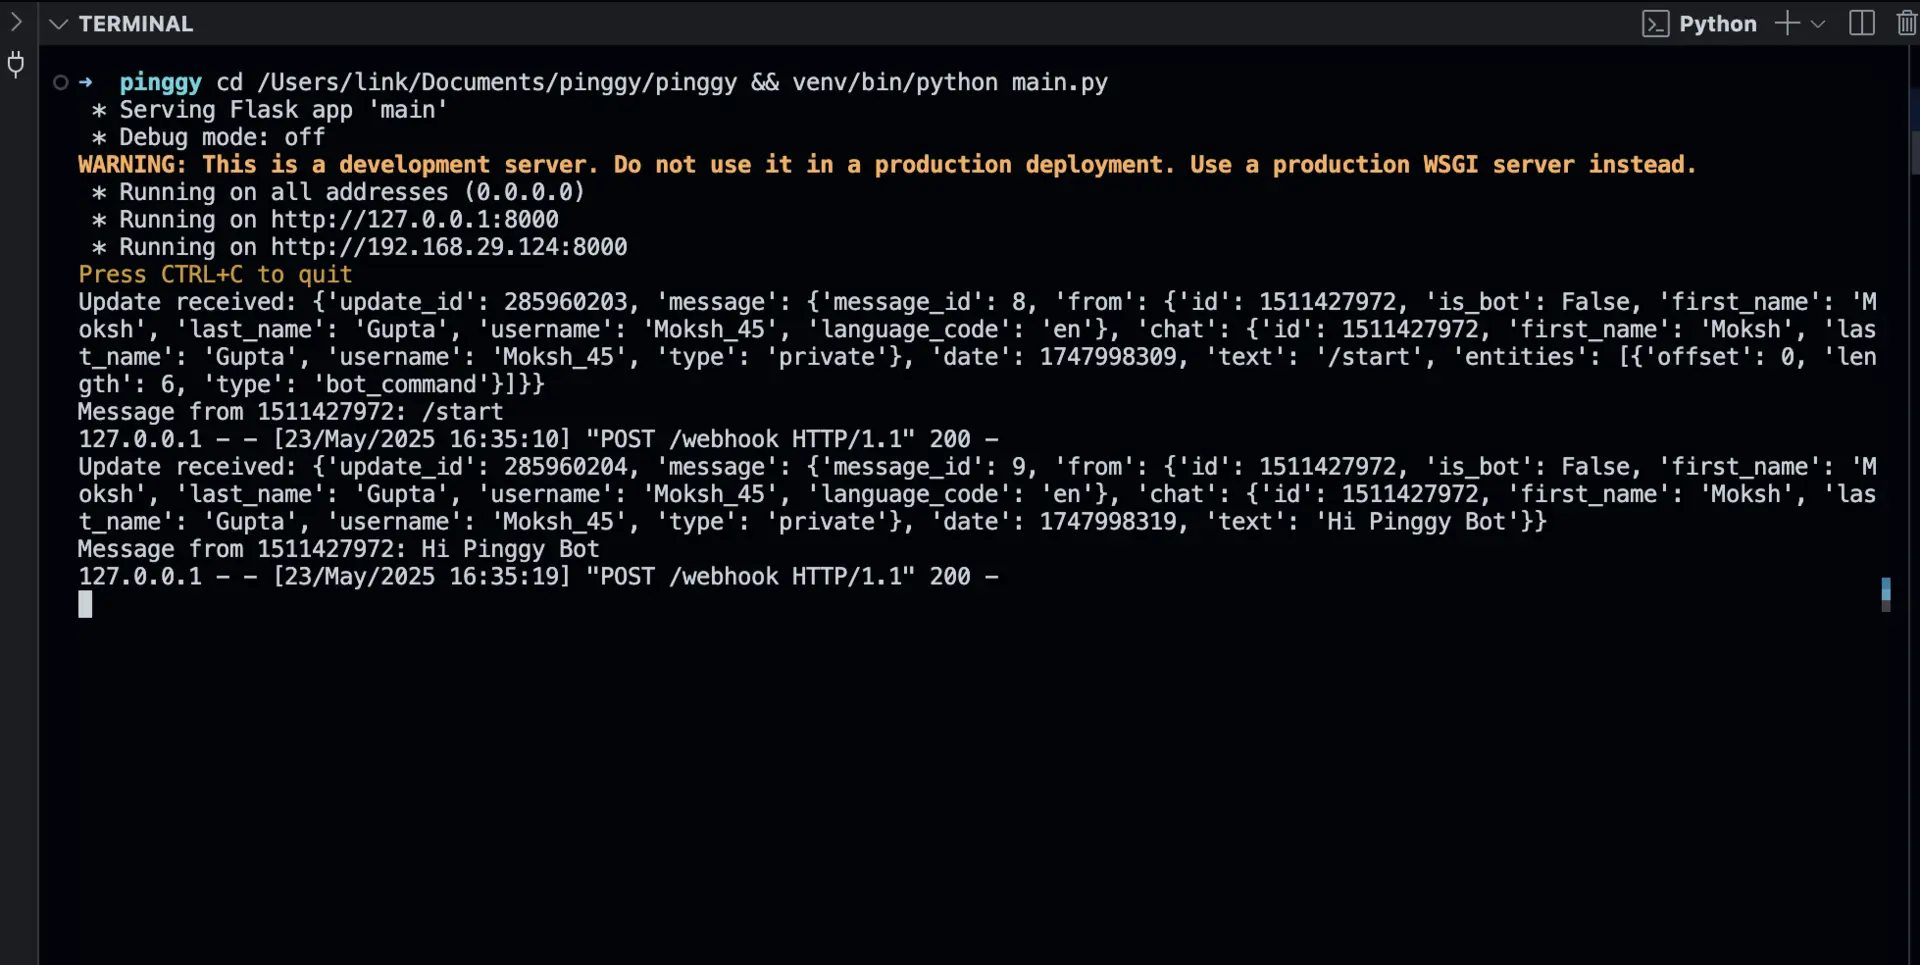 TERMINAL
Python
➜ pinggy cd /Users/link/Documents/pinggy/pinggy && venv/bin/python main.py
* Serving Flask app 'main'
* Debug mode: off
WARNING: This is a development server. Do not use it in a production deployment. Use a production WSGI server instead.
* Running on all addresses (0.0.0.0)
* Running on http://127.0.0.1:8000
* Running on http://192.168.29.124:8000
Press CTRL+C to quit
Update received: {'update_id': 285960203, 'message': {'message_id': 8, 'from': {'id': 1511427972, 'is_bot': False, 'first_name': 'M
oksh', 'last_name': 'Gupta', 'username': 'Moksh_45', 'language_code': 'en'}, 'chat': {'id': 1511427972, 'first_name': 'Moksh', 'las
t_name': 'Gupta', 'username': 'Moksh_45', 'type': 'private'}, 'date': 1747998309, 'text': '/start', 'entities': [{'offset': 0, 'len
gth': 6, 'type': 'bot_command'}]}}
Message from 1511427972: /start
127.0.0.1 - - [23/May/2025 16:35:10] "POST /webhook HTTP/1.1" 200 -
Update received: {'update_id': 285960204, 'message': {'message_id': 9, 'from': {'id': 1511427972, 'is_bot': False, 'first_name': 'M
oksh', 'last_name': 'Gupta', 'username': 'Moksh_45', 'language_code': 'en'}, 'chat': {'id': 1511427972, 'first_name': 'Moksh', 'las
t_name': 'Gupta', 'username': 'Moksh_45', 'type': 'private'}, 'date': 1747998319, 'text': 'Hi Pinggy Bot'}}
Message from 1511427972: Hi Pinggy Bot
127.0.0.1 - - [23/May/2025 16:35:19] "POST /webhook HTTP/1.1" 200 -